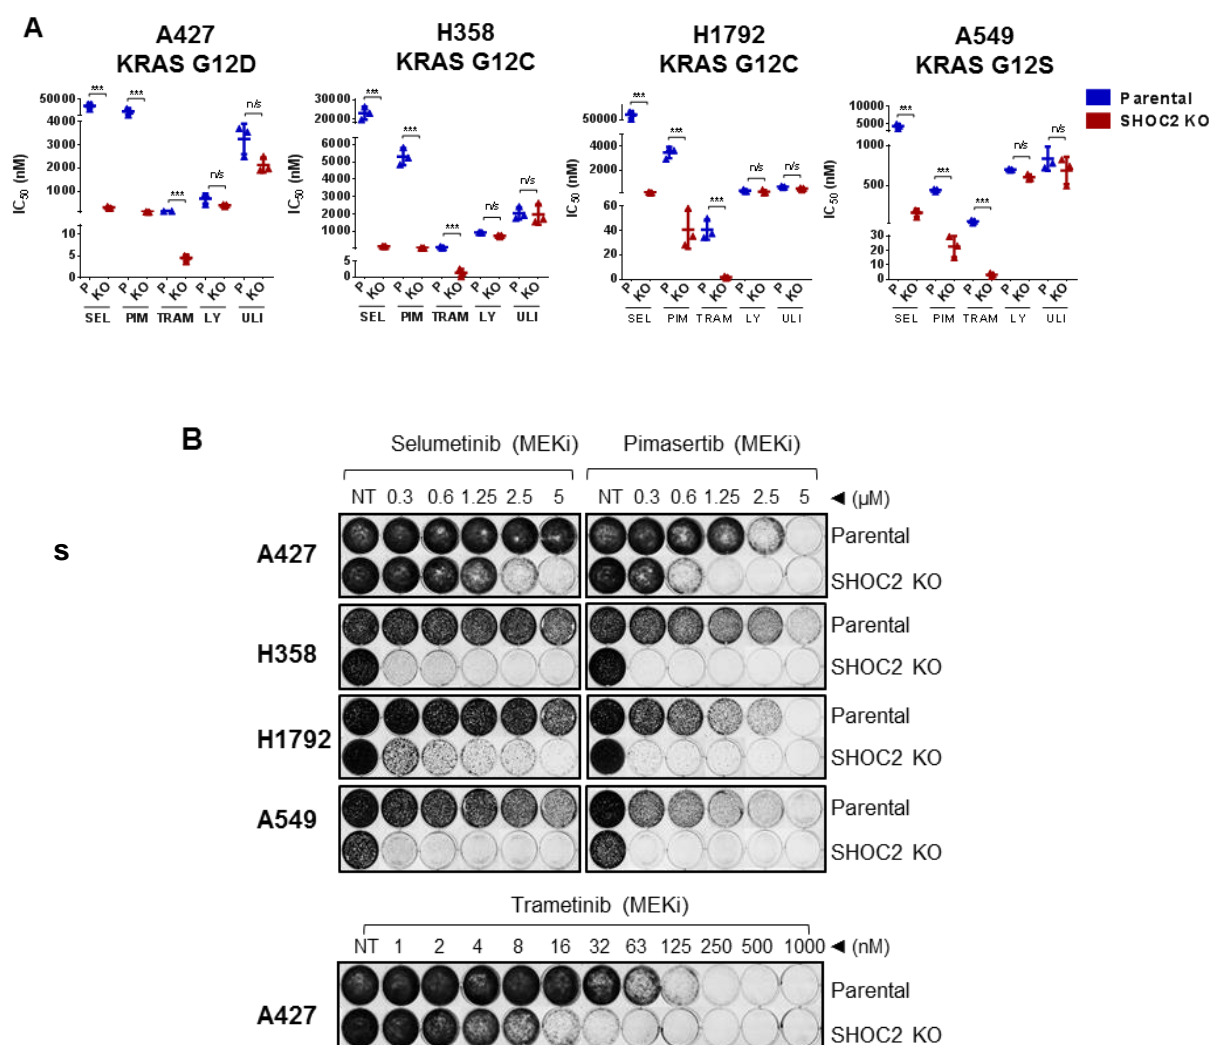 A
A427
KRAS G12D
H358
KRAS G12C
H1792
KRAS G12C
A549
KRAS G12S
Parental
SHOC2 KO
IC50 (nM)
50000
4000
3000
2000
1000
10
5
0
*** *** *** n/s n/s
P KO P KO P KO P KO P KO
SEL PIM TRAM LY ULI
IC50 (nM)
30000
20000
6000
5000
4000
3000
2000
1000
5
0
*** *** *** n/s n/s
P KO P KO P KO P KO P KO
SEL PIM TRAM LY ULI
IC50 (nM)
50000
4000
2000
60
40
20
0
*** *** *** n/s n/s
P KO P KO P KO P KO P KO
SEL PIM TRAM LY ULI
IC50 (nM)
10000
5000
1000
500
30
20
10
0
*** *** *** n/s n/s
P KO P KO P KO P KO P KO
SEL PIM TRAM LY ULI
B
Selumetinib (MEKi) Pimasertib (MEKi)
NT 0.3 0.6 1.25 2.5 5 NT 0.3 0.6 1.25 2.5 5 ◄ (µM)
s
A427
Parental
SHOC2 KO
H358
Parental
SHOC2 KO
H1792
Parental
SHOC2 KO
A549
Parental
SHOC2 KO
Trametinib (MEKi)
NT 1 2 4 8 16 32 63 125 250 500 1000 ◄ (nM)
A427
Parental
SHOC2 KO